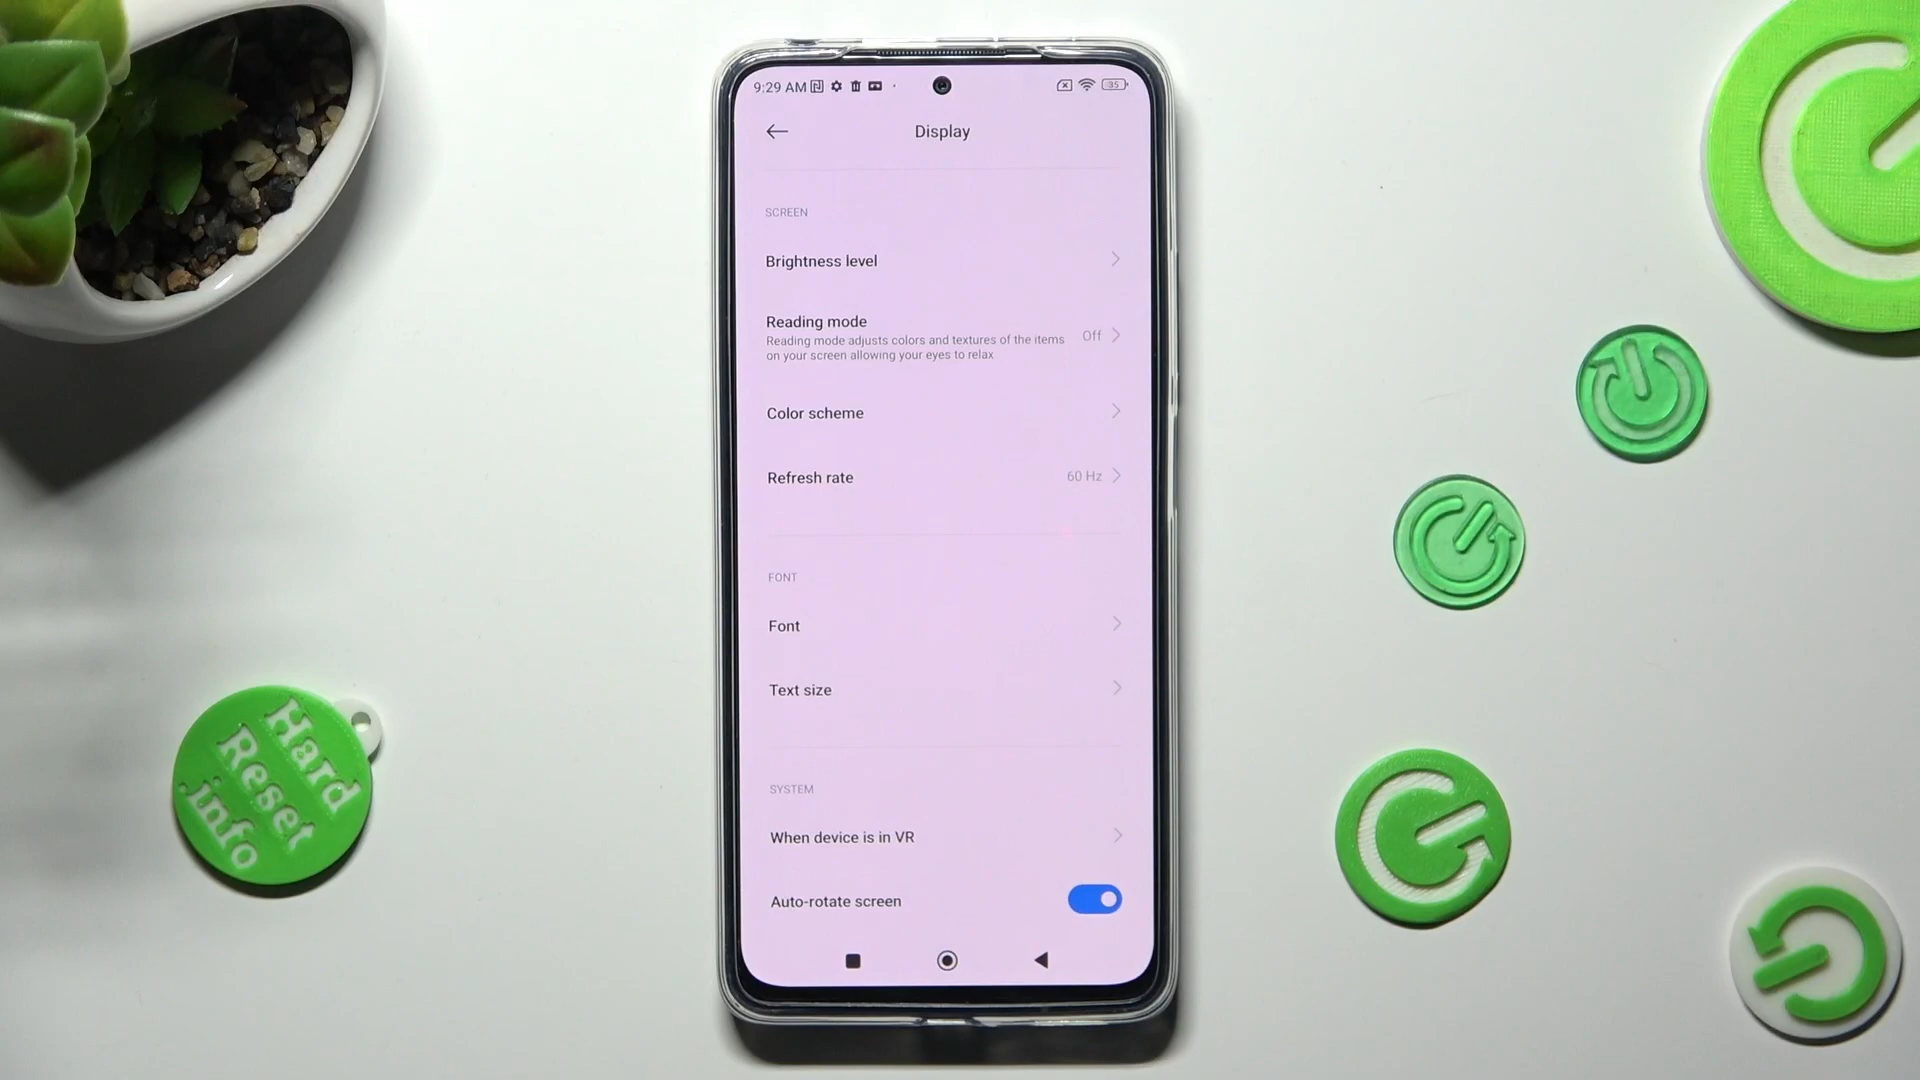 9:29 AM
35
Display
SCREEN
Brightness level
Reading mode
Reading mode adjusts colors and textures of the items
on your screen allowing your eyes to relax
Off
Color scheme
Refresh rate
60 Hz
FONT
Font
Text size
SYSTEM
When device is in VR
Auto-rotate screen
Hard
Reset
.info